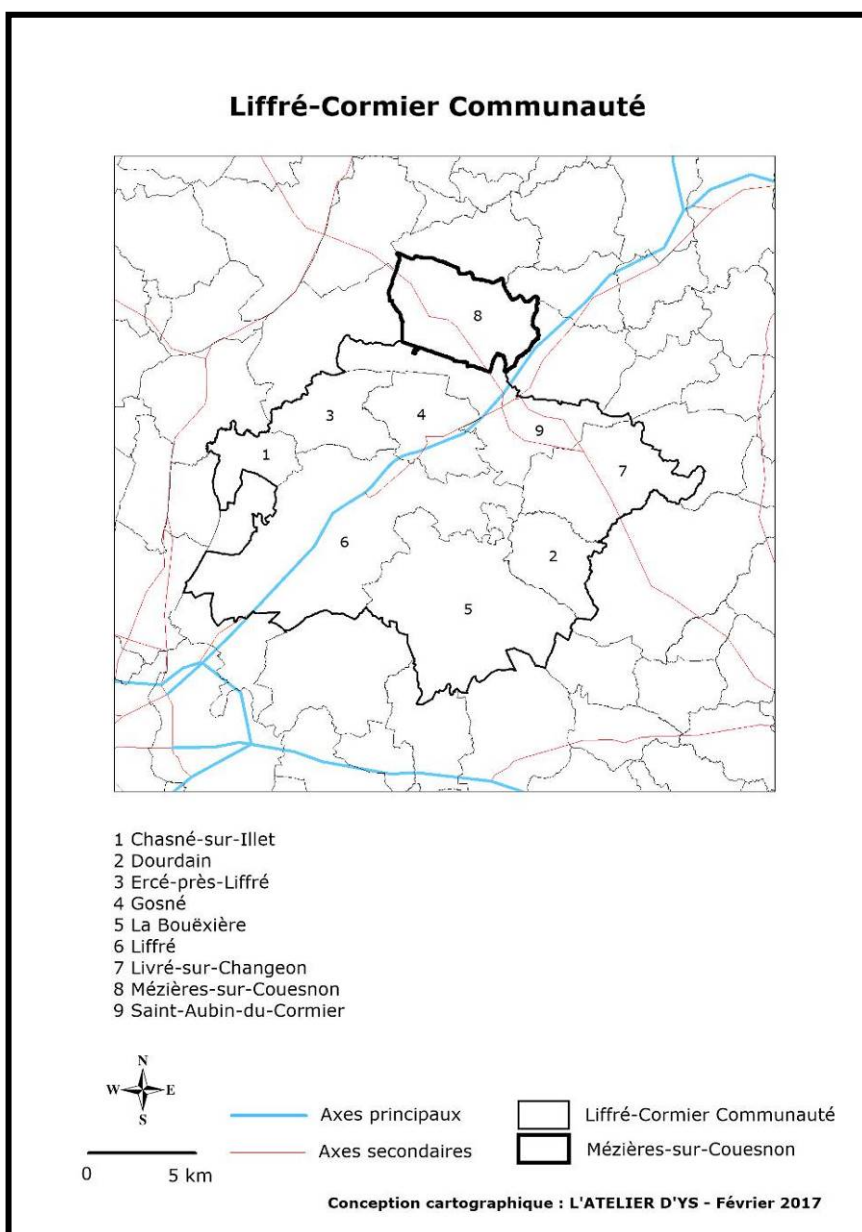 Liffré-Cormier Communauté
8
3
4
1
9
7
6
2
5
1 Chasné-sur-Illet
2 Dourdain
3 Ercé-près-Liffré
4 Gosné
5 La Bouëxière
6 Liffré
7 Livré-sur-Changeon
8 Mézières-sur-Couesnon
9 Saint-Aubin-du-Cormier
N
W E
S
0 5 km
Axes principaux
Axes secondaires
Liffré-Cormier Communauté
Mézières-sur-Couesnon
Conception cartographique : L'ATELIER D'YS - Février 2017